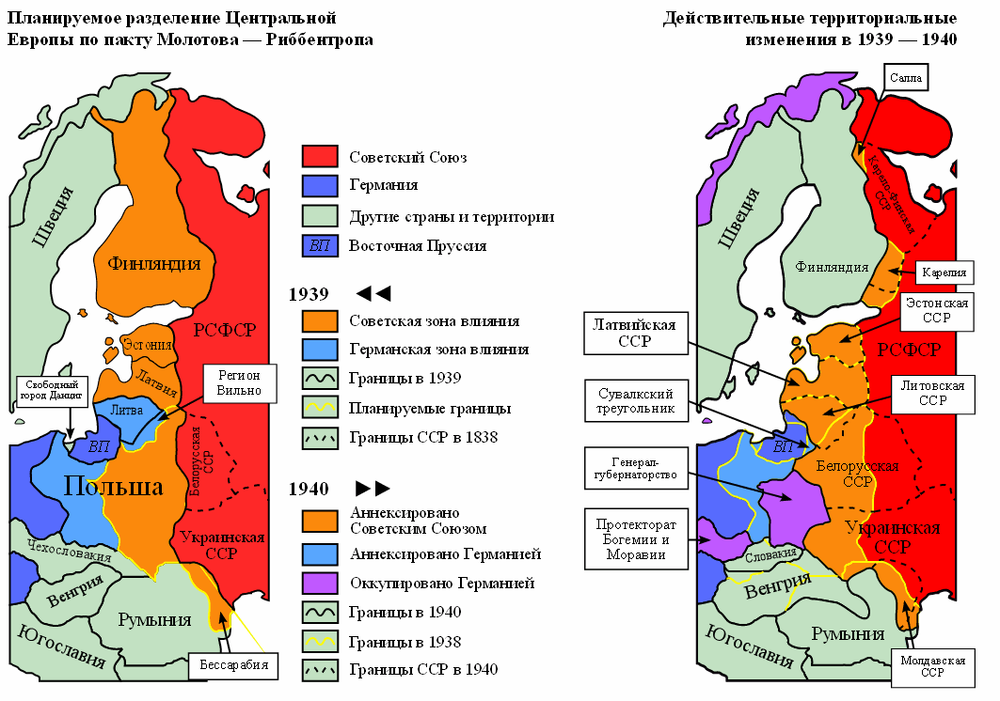 Планируемое разделение Центральной
Европы по пакту Молотова — Риббентропа
Действительные территориальные
изменения в 1939 — 1940
Швеция
Финляндия
РСФСР
Эстония
Латвия
Литва
Регион
Вильно
Свободный
город Данциг
ВП
Польша
Белорусская
ССР
Украинская
ССР
Чехословакия
Венгрия
Румыния
Югославия
Бессарабия
Советский Союз
Германия
Другие страны и территории
ВП
Восточная Пруссия
1939
Советская зона влияния
Германская зона влияния
Границы в 1939
Планируемые границы
Границы ССР в 1838
1940
Аннексировано
Советским Союзом
Аннексировано Германией
Оккупировано Германией
Границы в 1940
Границы в 1938
Границы ССР в 1940
Салла
Карело-Финская
ССР
Швеция
Финляндия
Карелия
Эстонская
ССР
Латвийская
ССР
РСФСР
Сувалкский
треугольник
Литовская
ССР
ВП
Генерал-
губернаторство
Белорусская
ССР
Протекторат
Богемии и
Моравии
Украинская
ССР
Словакия
Венгрия
Румыния
Югославия
Молдавская
ССР